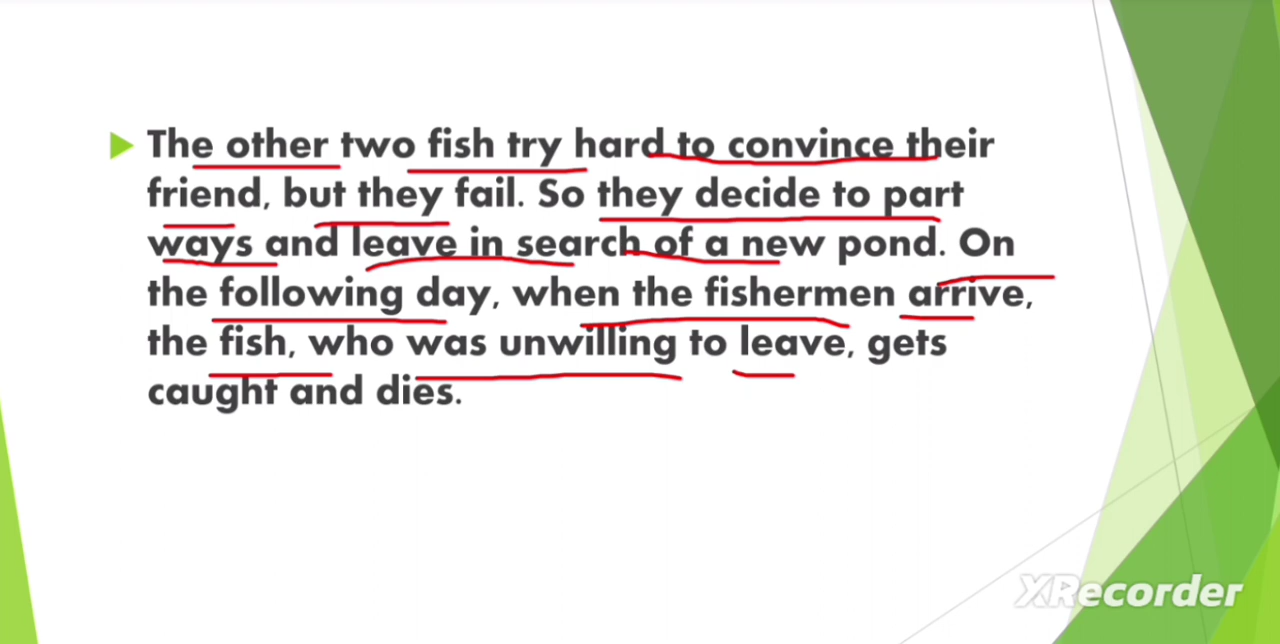 The other two fish try hard to convince their
friend, but they fail. So they decide to part
ways and leave in search of a new pond. On
the following day, when the fishermen arrive,
the fish, who was unwilling to leave, gets
caught and dies.
XRecorder